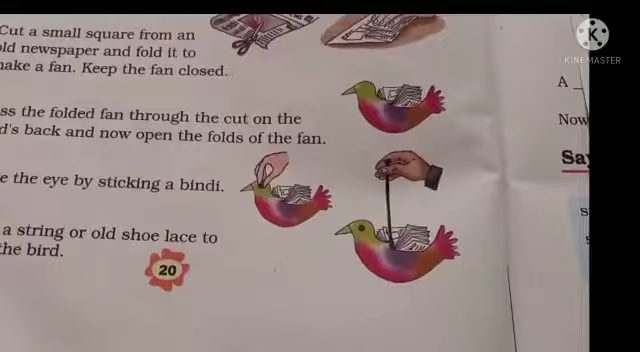 Cut a small square from an
old newspaper and fold it to
make a fan. Keep the fan closed.
ss the folded fan through the cut on the
d's back and now open the folds of the fan.
e the eye by sticking a bindi.
a string or old shoe lace to
the bird.
20
A
Now
Say
KINEMASTER